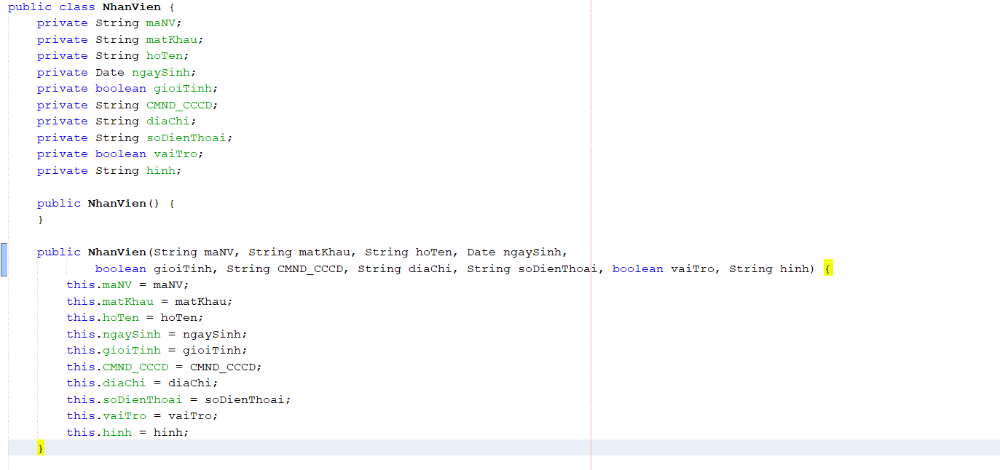 public class NhanVien {
private String maNV;
private String matKhau;
private String hoTen;
private Date ngaySinh;
private boolean gioiTinh;
private String CMND_CCCD;
private String diaChi;
private String soDienThoai;
private boolean vaiTro;
private String hinh;
public NhanVien() {
}
public NhanVien(String maNV, String matKhau, String hoTen, Date ngaySinh,
boolean gioiTinh, String CMND_CCCD, String diaChi, String soDienThoai, boolean vaiTro, String hinh) {
this.maNV = maNV;
this.matKhau = matKhau;
this.hoTen = hoTen;
this.ngaySinh = ngaySinh;
this.gioiTinh = gioiTinh;
this.CMND_CCCD = CMND_CCCD;
this.diaChi = diaChi;
this.soDienThoai = soDienThoai;
this.vaiTro = vaiTro;
this.hinh = hinh;
}